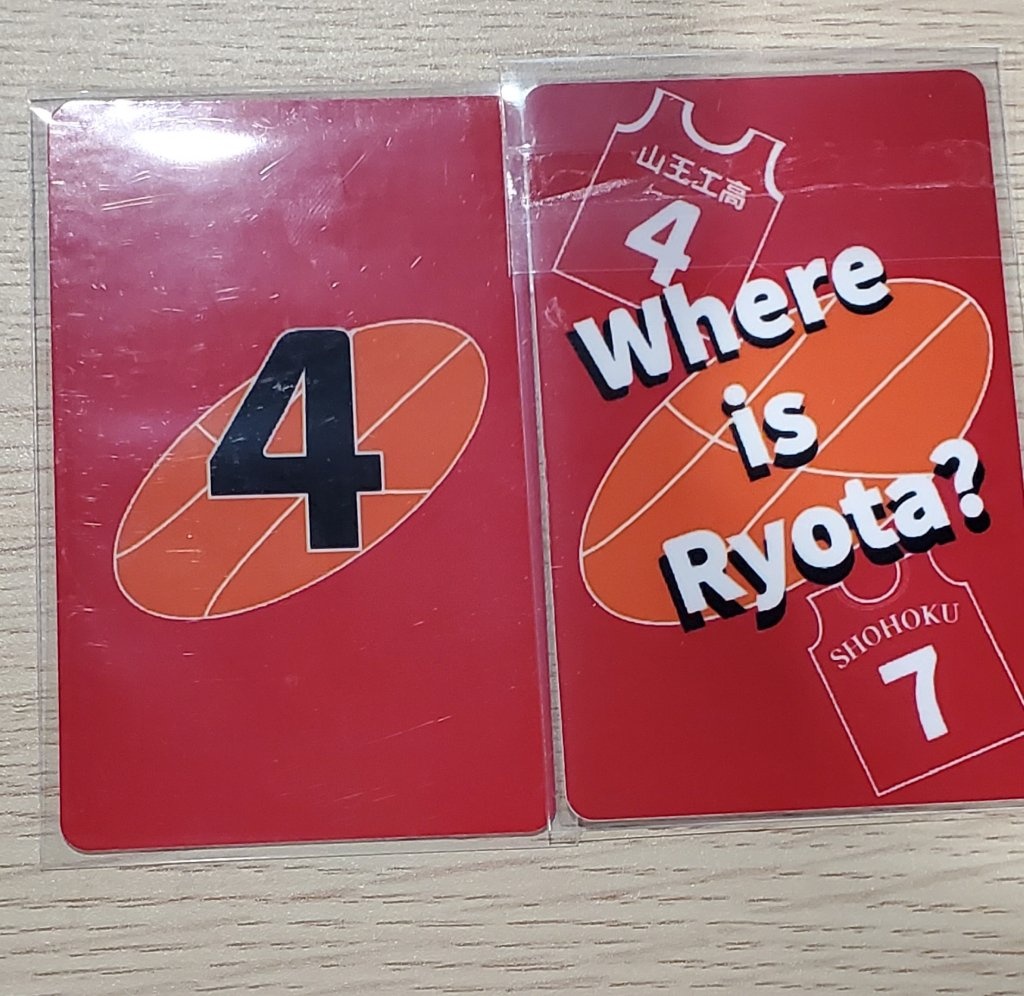 4
山王工高
4
Where
is
Ryota?
SHOHOKU
7